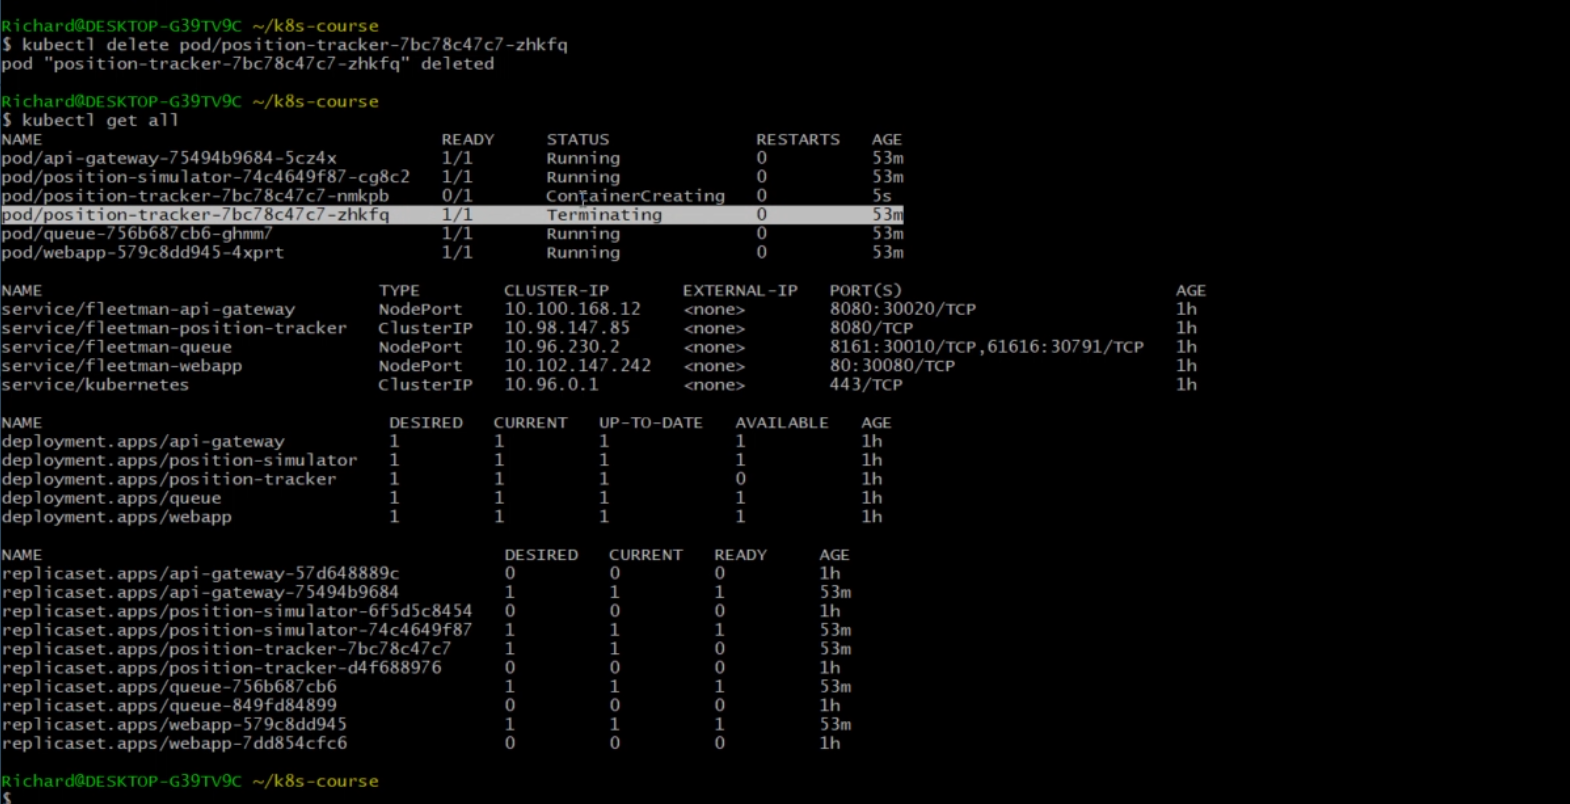 Richard@DESKTOP-G39TV9C ~/k8s-course
$ kubectl delete pod/position-tracker-7bc78c47c7-zhkfq
pod "position-tracker-7bc78c47c7-zhkfq" deleted
Richard@DESKTOP-G39TV9C ~/k8s-course
$ kubectl get all
NAME READY STATUS RESTARTS AGE
pod/api-gateway-75494b9684-5cz4x 1/1 Running 0 53m
pod/position-simulator-74c4649f87-cg8c2 1/1 Running 0 53m
pod/position-tracker-7bc78c47c7-nmkpb 0/1 ContainerCreating 0 5s
pod/position-tracker-7bc78c47c7-zhkfq 1/1 Terminating 0 53m
pod/queue-756b687cb6-ghmm7 1/1 Running 0 53m
pod/webapp-579c8dd945-4xprt 1/1 Running 0 53m
NAME TYPE CLUSTER-IP EXTERNAL-IP PORT(S) AGE
service/fleetman-api-gateway NodePort 10.100.168.12 <none> 8080:30020/TCP 1h
service/fleetman-position-tracker ClusterIP 10.98.147.85 <none> 8080/TCP 1h
service/fleetman-queue NodePort 10.96.230.2 <none> 8161:30010/TCP,61616:30791/TCP 1h
service/fleetman-webapp NodePort 10.102.147.242 <none> 80:30080/TCP 1h
service/kubernetes ClusterIP 10.96.0.1 <none> 443/TCP 1h
NAME DESIRED CURRENT UP-TO-DATE AVAILABLE AGE
deployment.apps/api-gateway 1 1 1 1 1h
deployment.apps/position-simulator 1 1 1 1 1h
deployment.apps/position-tracker 1 1 1 0 1h
deployment.apps/queue 1 1 1 1 1h
deployment.apps/webapp 1 1 1 1 1h
NAME DESIRED CURRENT READY AGE
replicaset.apps/api-gateway-57d648889c 0 0 0 1h
replicaset.apps/api-gateway-75494b9684 1 1 1 53m
replicaset.apps/position-simulator-6f5d5c8454 0 0 0 1h
replicaset.apps/position-simulator-74c4649f87 1 1 1 53m
replicaset.apps/position-tracker-7bc78c47c7 1 1 0 53m
replicaset.apps/position-tracker-d4f688976 0 0 0 1h
replicaset.apps/queue-756b687cb6 1 1 1 53m
replicaset.apps/queue-849fd84899 0 0 0 1h
replicaset.apps/webapp-579c8dd945 1 1 1 53m
replicaset.apps/webapp-7dd854cfc6 0 0 0 1h
Richard@DESKTOP-G39TV9C ~/k8s-course
$